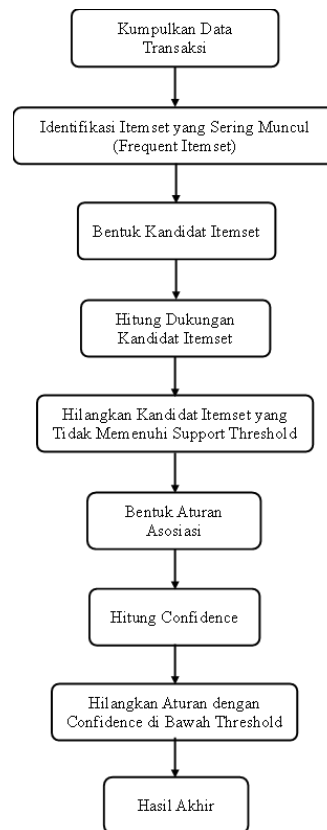 Kumpulkan Data
Transaksi
Identifikasi Itemset yang Sering Muncul
(Frequent Itemset)
Bentuk Kandidat Itemset
Hitung Dukungan
Kandidat Itemset
Hilangkan Kandidat Itemset yang
Tidak Memenuhi Support Threshold
Bentuk Aturan
Asosiasi
Hitung Confidence
Hilangkan Aturan dengan
Confidence di Bawah Threshold
Hasil Akhir